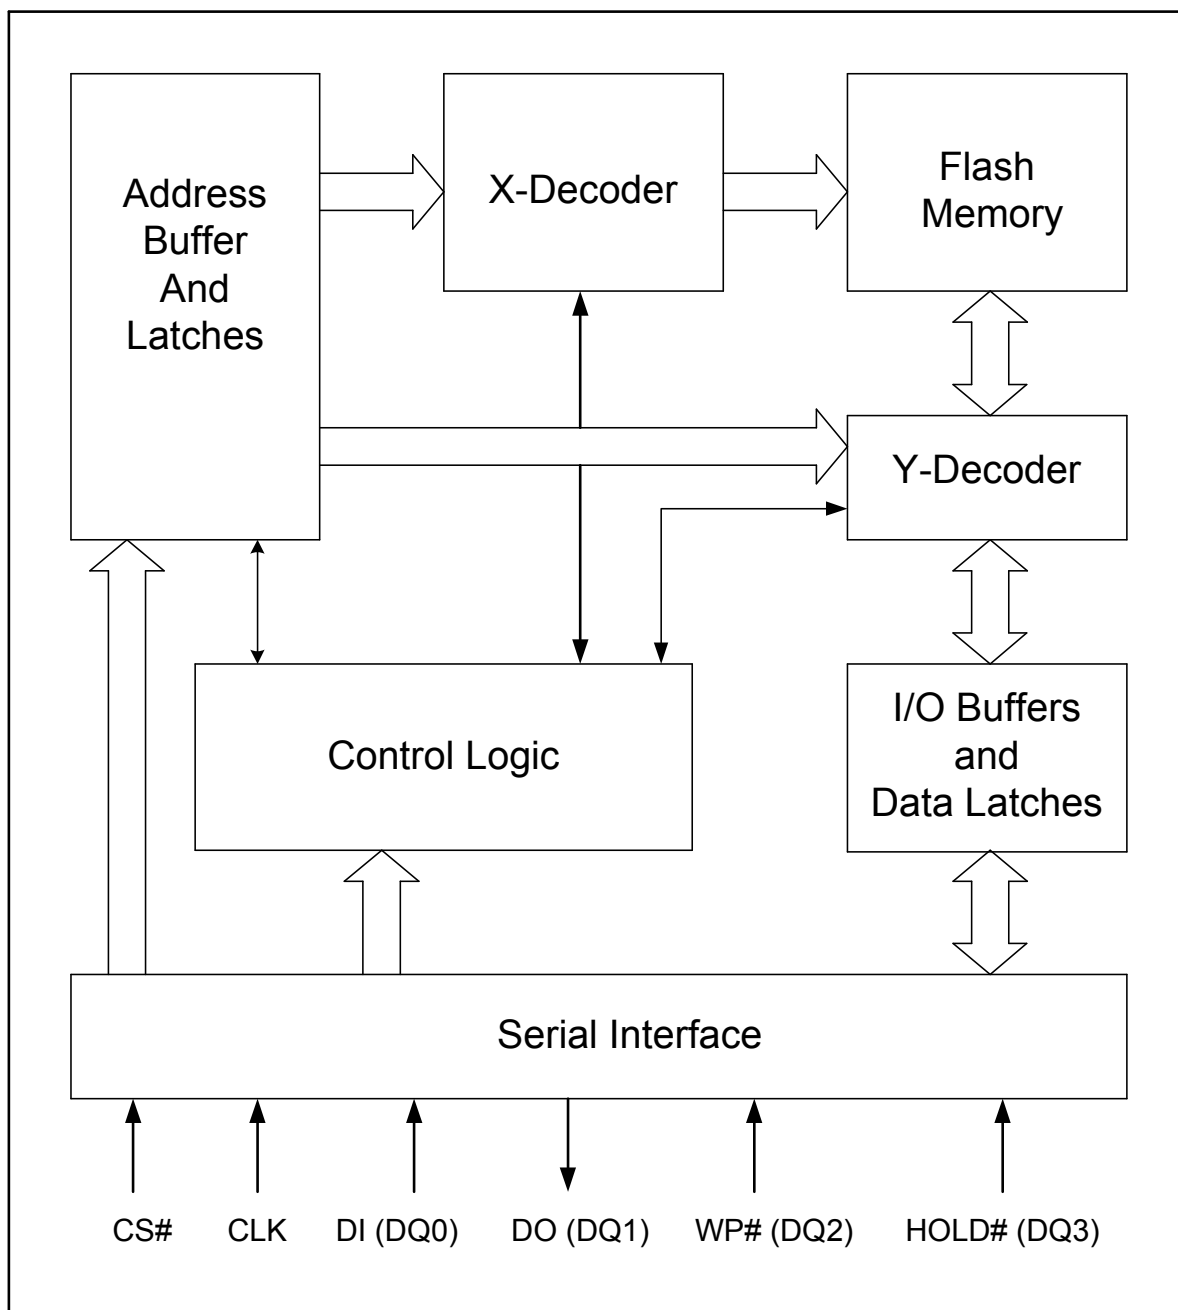 Address
Buffer
And
Latches
X-Decoder
Flash
Memory
Y-Decoder
Control Logic
I/O Buffers
and
Data Latches
Serial Interface
CS#
CLK
DI (DQ0)
DO (DQ1)
WP# (DQ2)
HOLD# (DQ3)